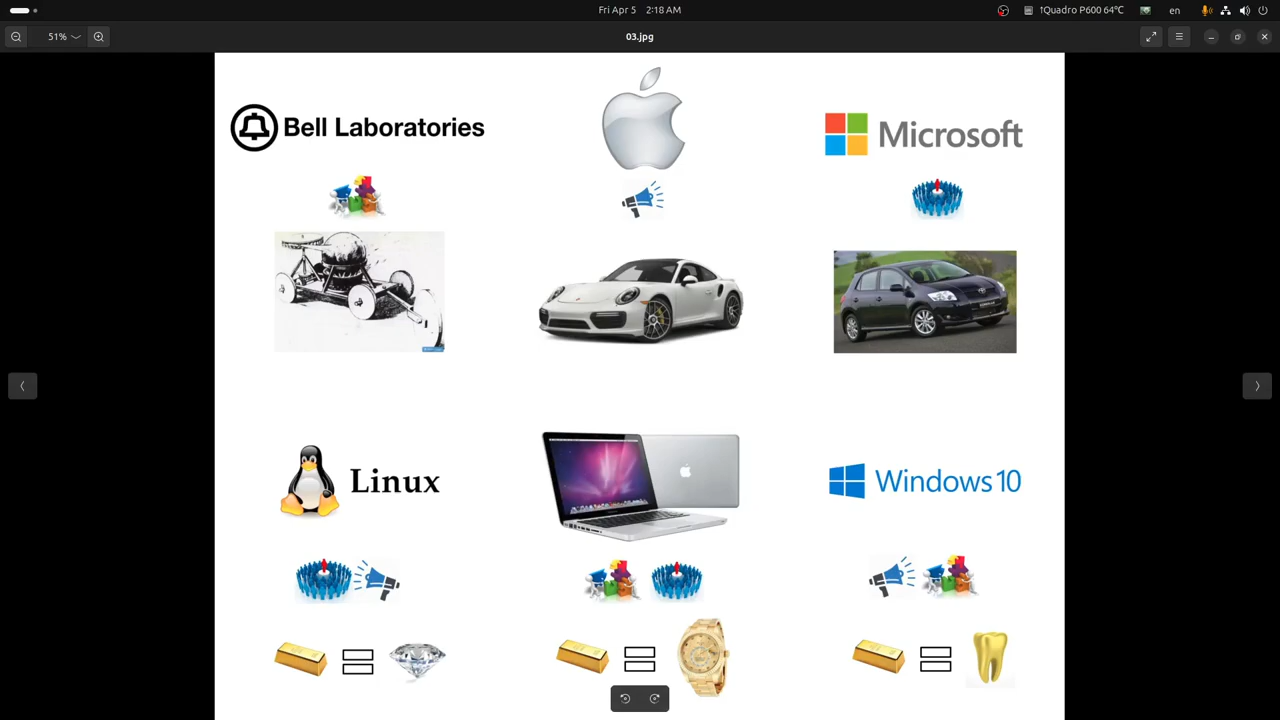 Fri Apr 5 2:18 AM
↑Quadro P600 64℃
en
51%
03.jpg
Bell Laboratories
Microsoft
Linux
Windows 10